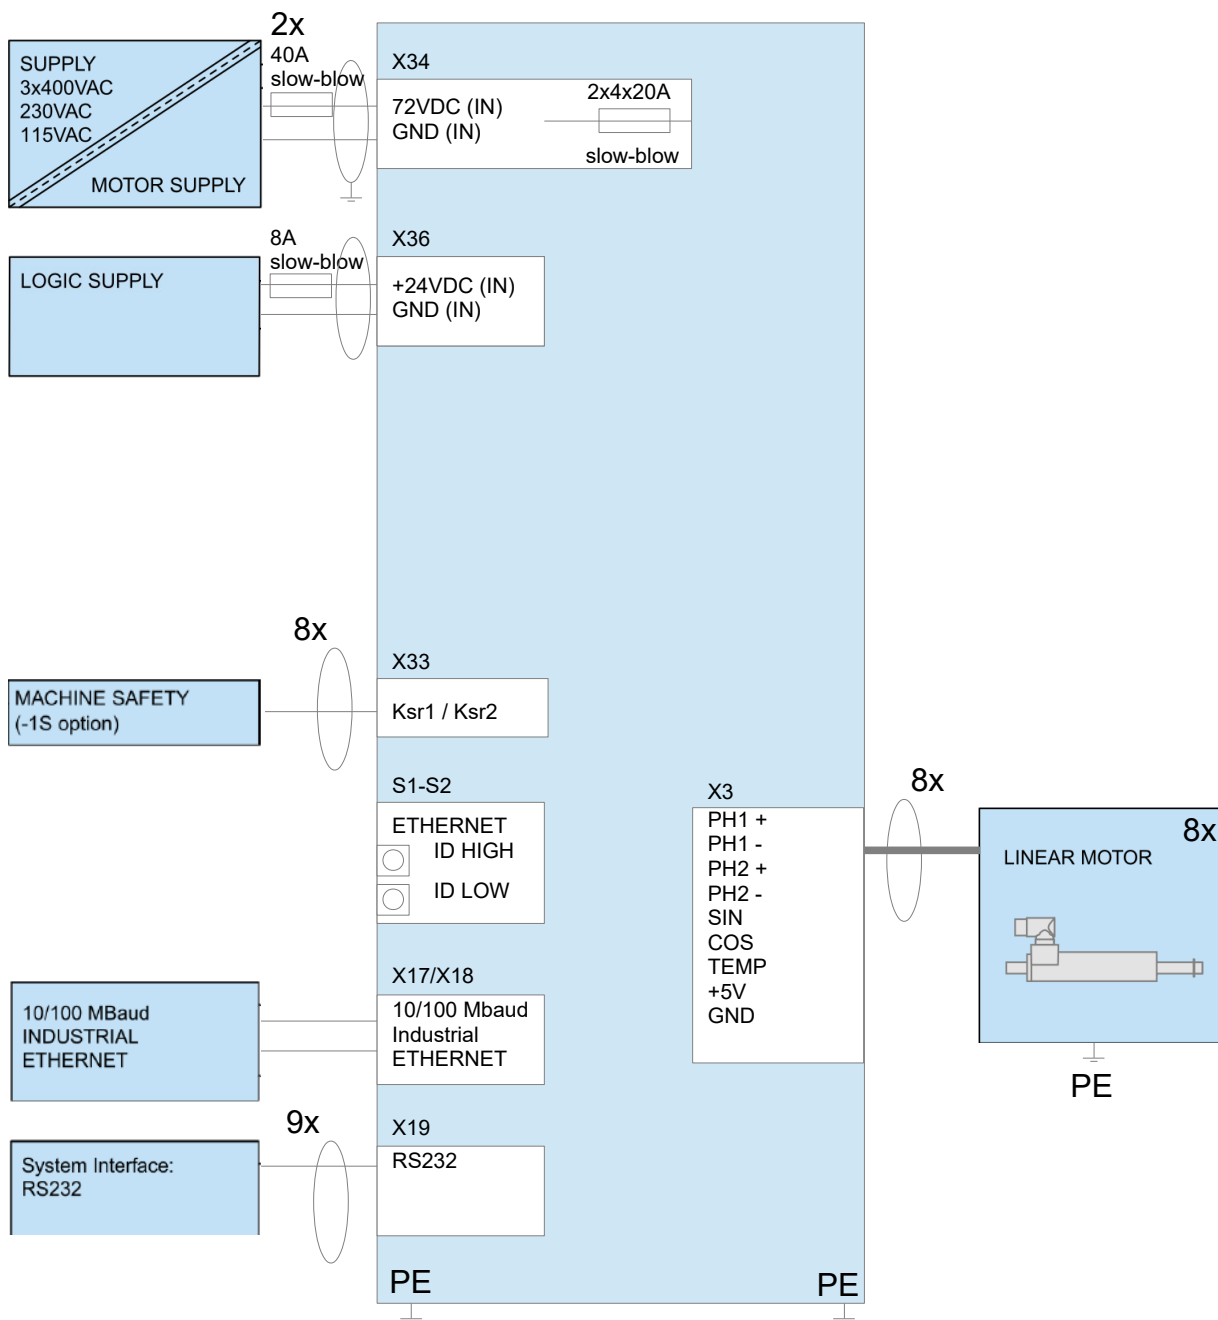 2x
40A
slow-blow
SUPPLY
3x400VAC
230VAC
115VAC
MOTOR SUPPLY
X34
72VDC (IN)
GND (IN)
2x4x20A
slow-blow
8A
slow-blow
LOGIC SUPPLY
X36
+24VDC (IN)
GND (IN)
8x
MACHINE SAFETY
(-1S option)
X33
Ksr1 / Ksr2
S1-S2
ETHERNET
ID HIGH
ID LOW
X3
PH1 +
PH1 -
PH2 +
PH2 -
SIN
COS
TEMP
+5V
GND
8x
8x
LINEAR MOTOR
PE
10/100 MBaud
INDUSTRIAL
ETHERNET
X17/X18
10/100 Mbaud
Industrial
ETHERNET
9x
System Interface:
RS232
X19
RS232
PE
PE